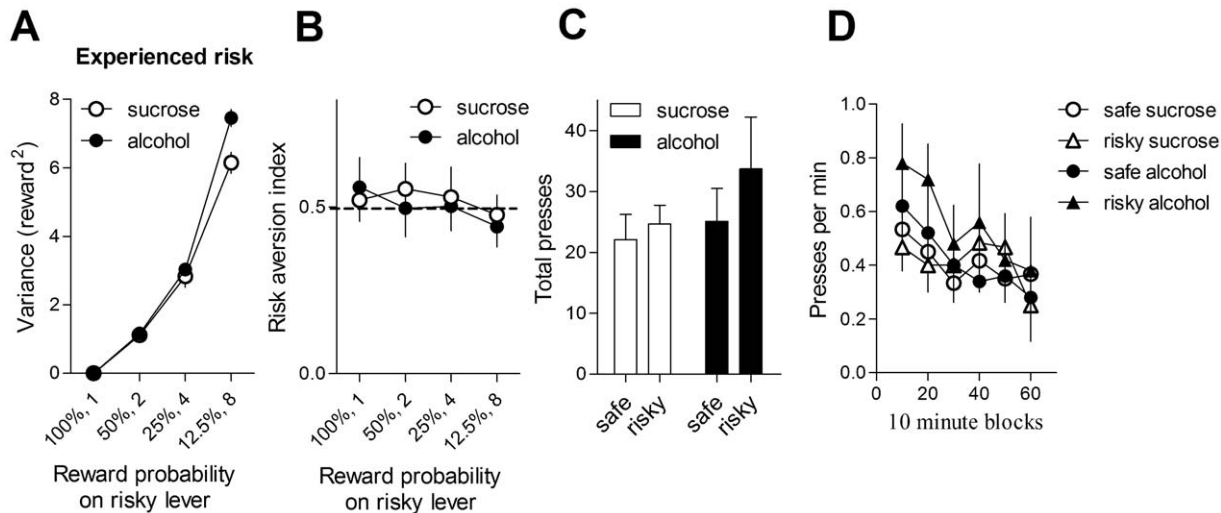 A
Experienced risk
sucrose
alcohol
8
6
4
2
0
Variance (reward²)
100%, 1
50%, 2
25%, 4
12.5%, 8
Reward probability
on risky lever
B
sucrose
alcohol
0.5
0.0
Risk aversion index
100%, 1
50%, 2
25%, 4
12.5%, 8
Reward probability
on risky lever
C
sucrose
alcohol
40
30
20
10
0
Total presses
safe
risky
safe
risky
D
safe sucrose
risky sucrose
safe alcohol
risky alcohol
1.0
0.8
0.6
0.4
0.2
0.0
Presses per min
0 20 40 60
10 minute blocks